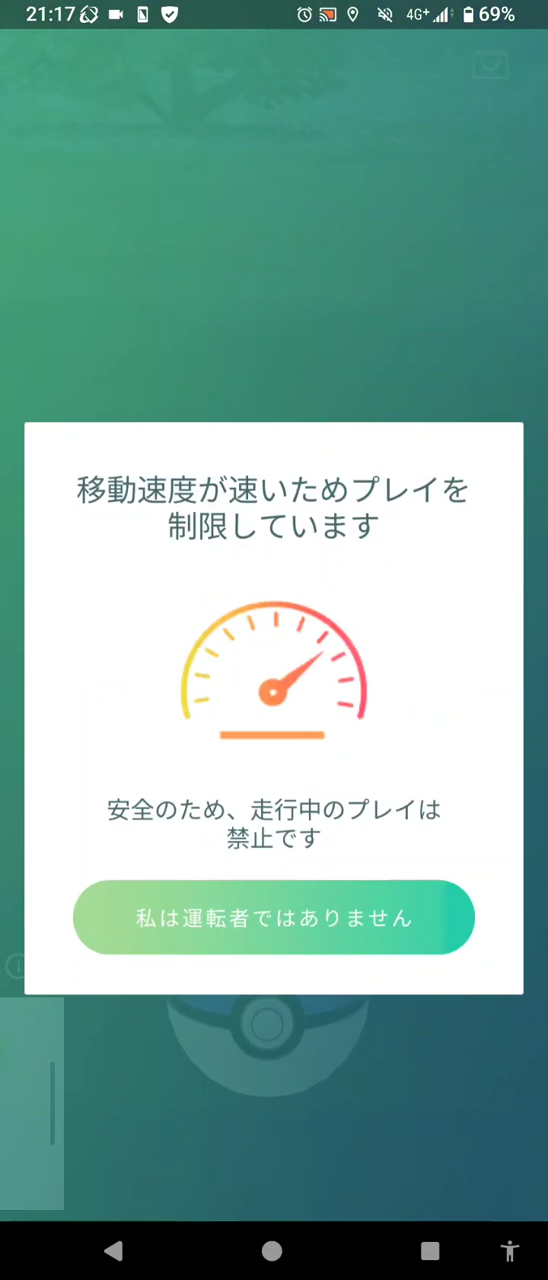 21:17 4G+ 69%
移動速度が速いためプレイを
制限しています
安全のため、走行中のプレイは
禁止です
私は運転者ではありません